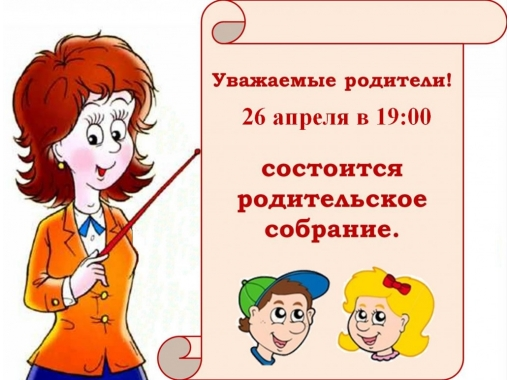 Уважаемые родители!
26 апреля в 19:00
состоится
родительское
собрание.